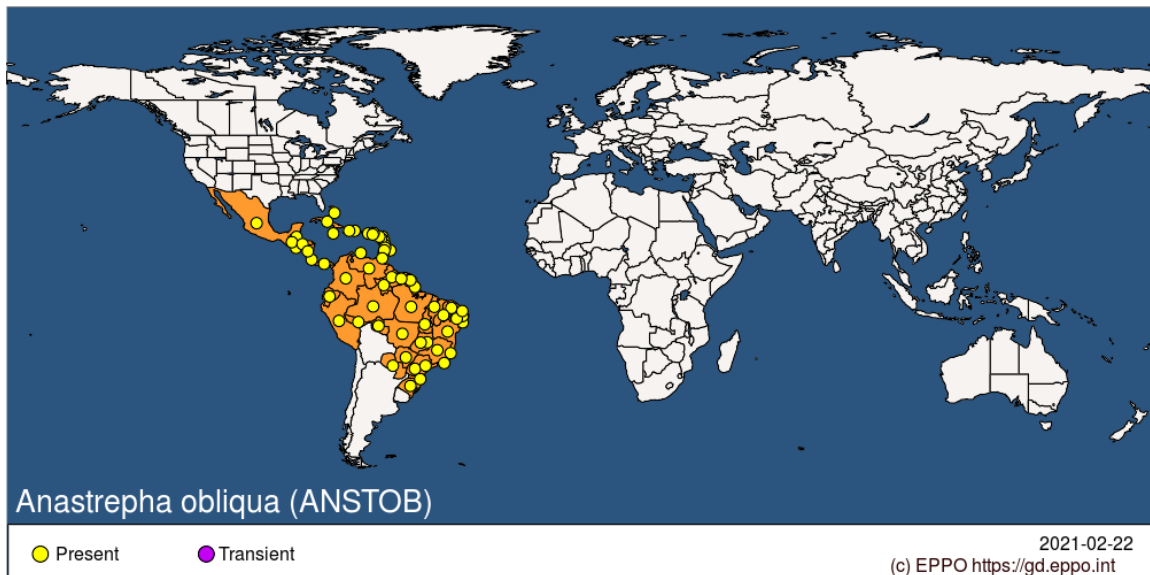 Anastrepha obliqua (ANSTOB)
Present
Transient
2021-02-22
(c) EPPO https://gd.eppo.int